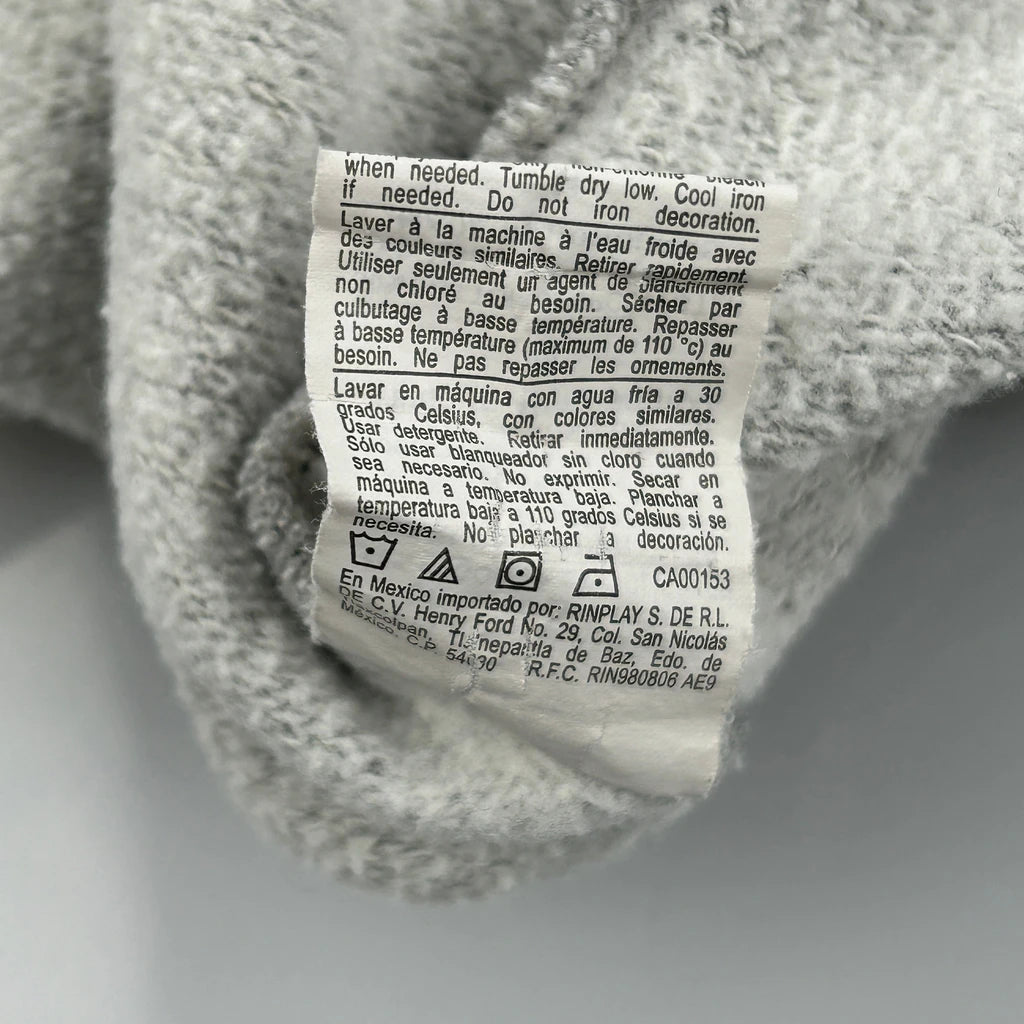 non-chlorine bleach
when needed. Tumble dry low. Cool iron
if needed. Do not iron decoration.
Laver à la machine à l'eau froide avec
des couleurs similaires. Retirer rapidement.
Utiliser seulement un agent de blanchiment
non chloré au besoin. Sécher par
culbutage à basse température. Repasser
à basse température (maximum de 110 °c) au
besoin. Ne pas repasser les ornements.
Lavar en máquina con agua fría a 30
grados Celsius, con colores similares.
Usar detergente. Retirar inmediatamente.
Sólo usar blanqueador sin cloro cuando
sea necesario. No exprimir. Secar en
máquina a temperatura baja. Planchar a
temperatura baja a 110 grados Celsius si se
necesita. No planchar la decoración.
CA00153
En Mexico importado por: RINPLAY S. DE R.L.
DE C.V. Henry Ford No. 29, Col. San Nicolás
Tlalnepantla de Baz, Edo. de
México, C.P. R.F.C. RIN980806 AE9